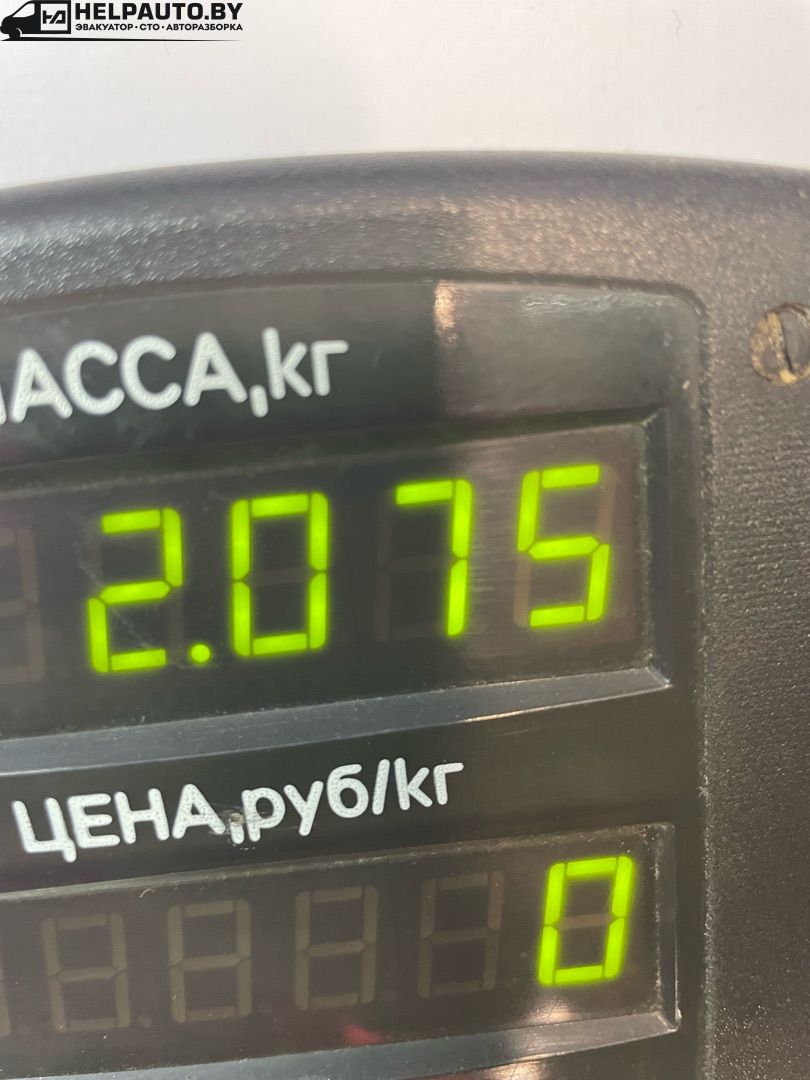 HELPAUTO.BY
ЭВАКУАТОР • СТО • АВТОРАЗБОРКА
АССА,кг
2.075
ЦЕНА,руб/кг
0